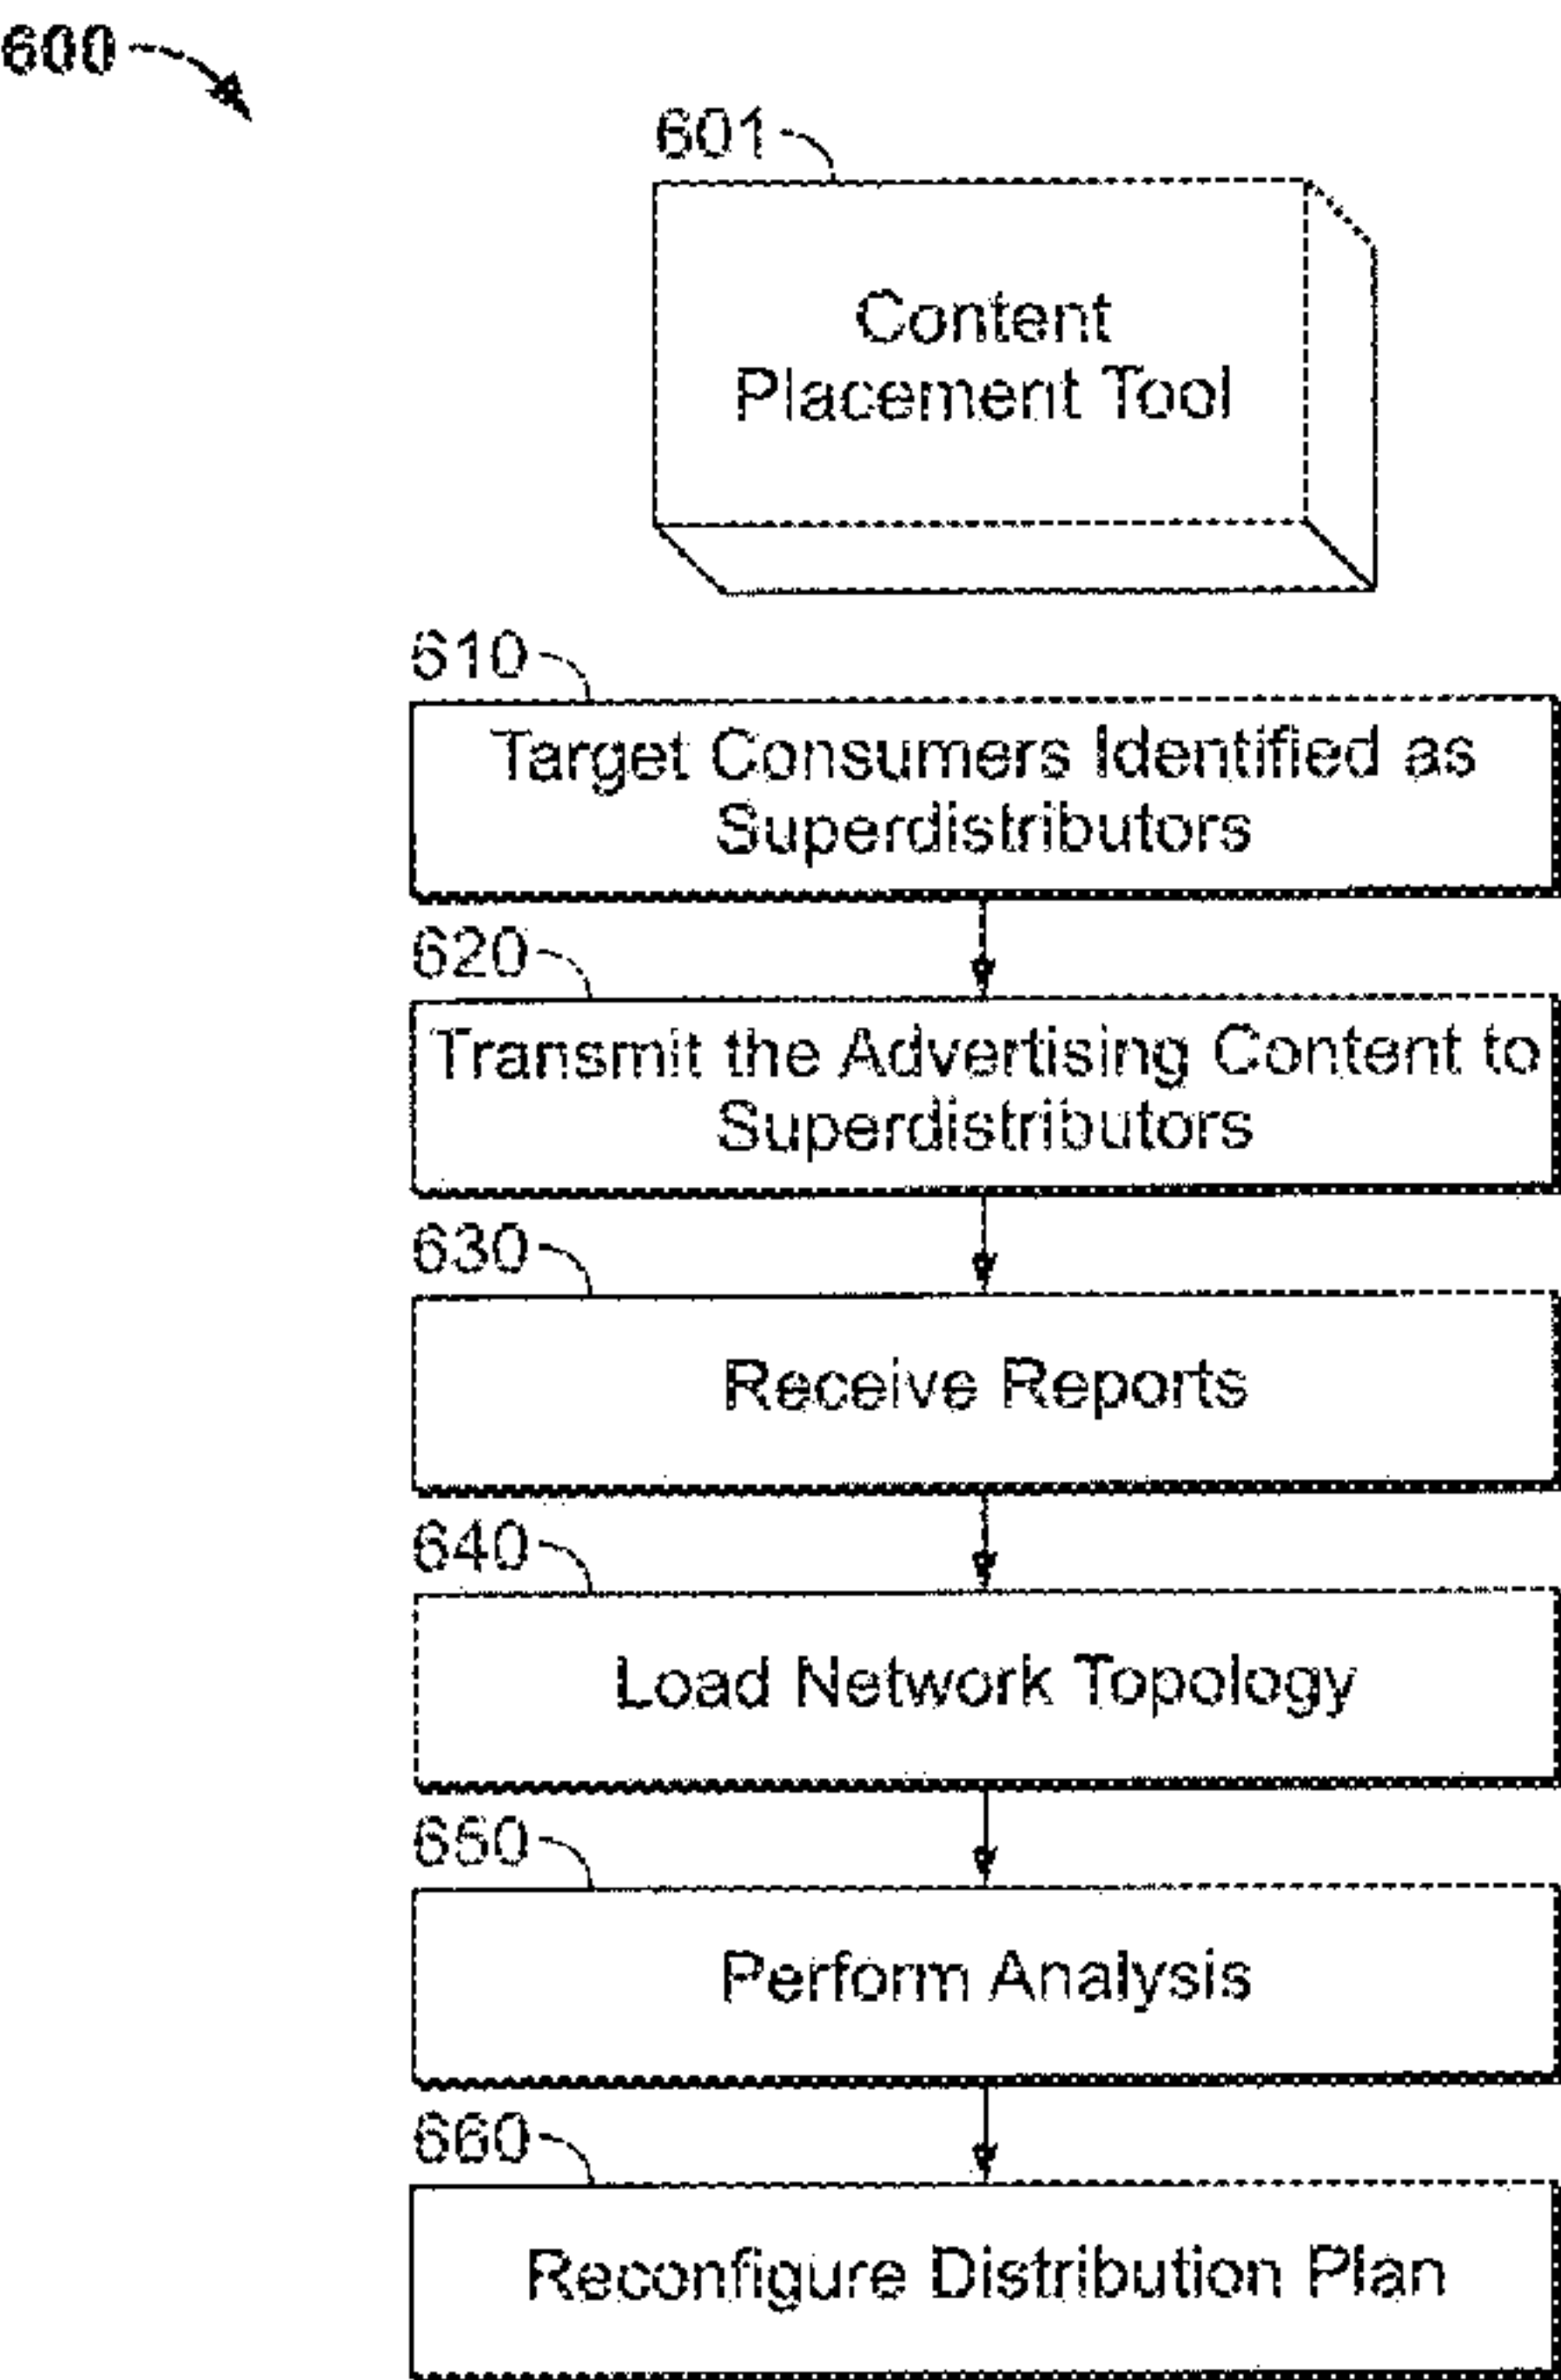 600
601
Content
Placement Tool
610
Target Consumers Identified as
Superdistributors
620
Transmit the Advertising Content to
Superdistributors
630
Receive Reports
640
Load Network Topology
650
Perform Analysis
660
Reconfigure Distribution Plan